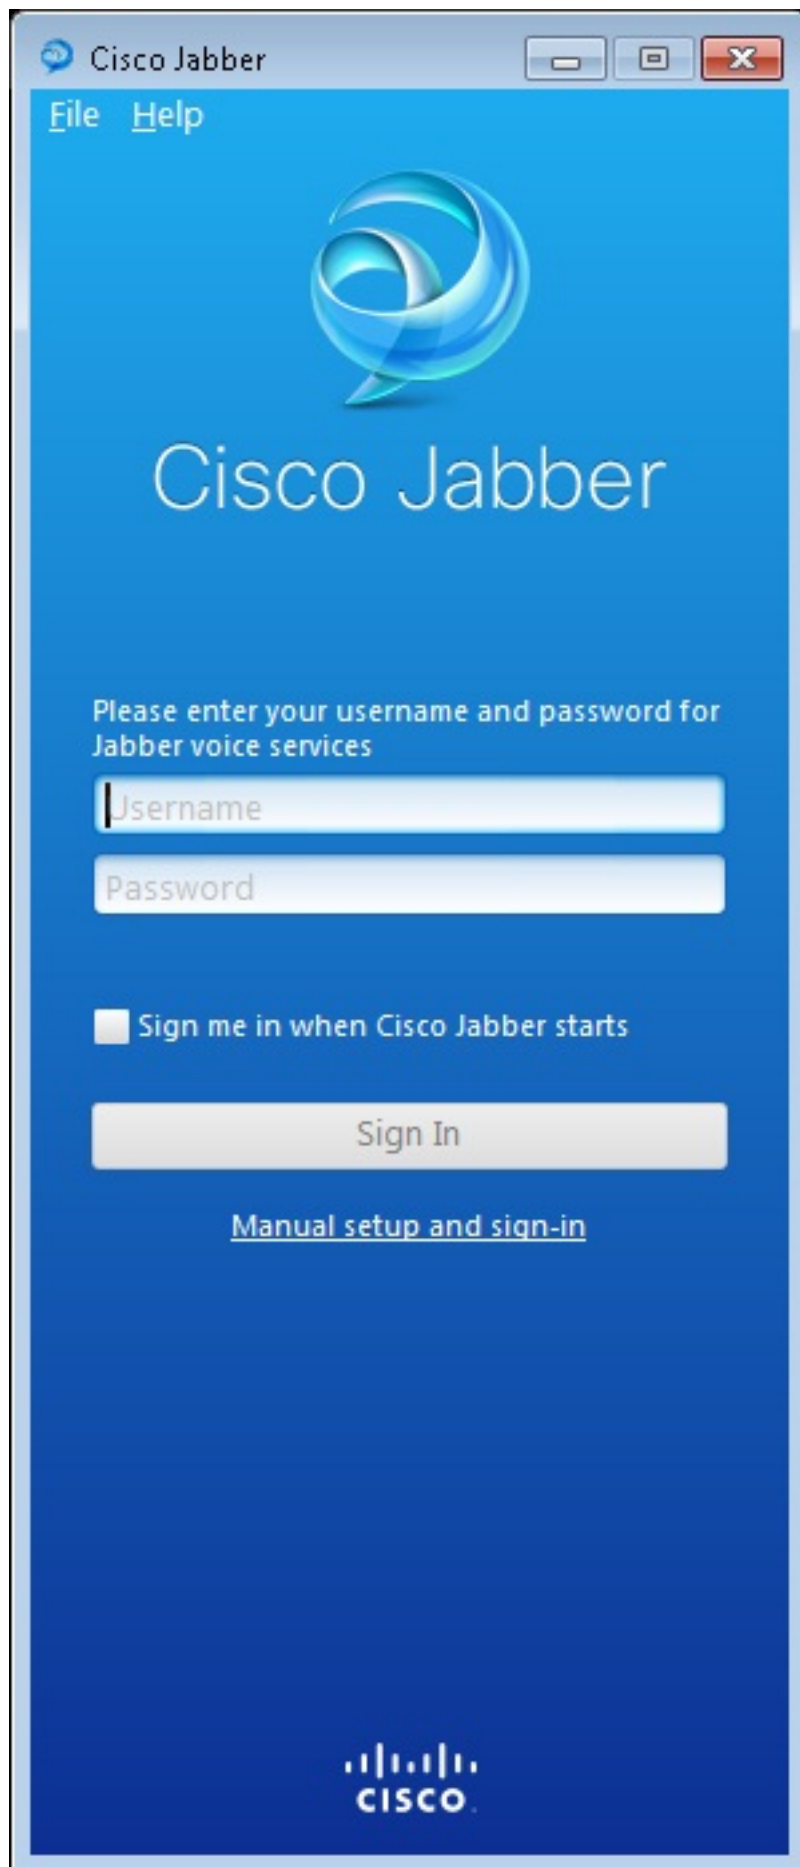 Cisco Jabber
File Help
Cisco Jabber
Please enter your username and password for
Jabber voice services
Username
Password
Sign me in when Cisco Jabber starts
Sign In
Manual setup and sign-in
CISCO.